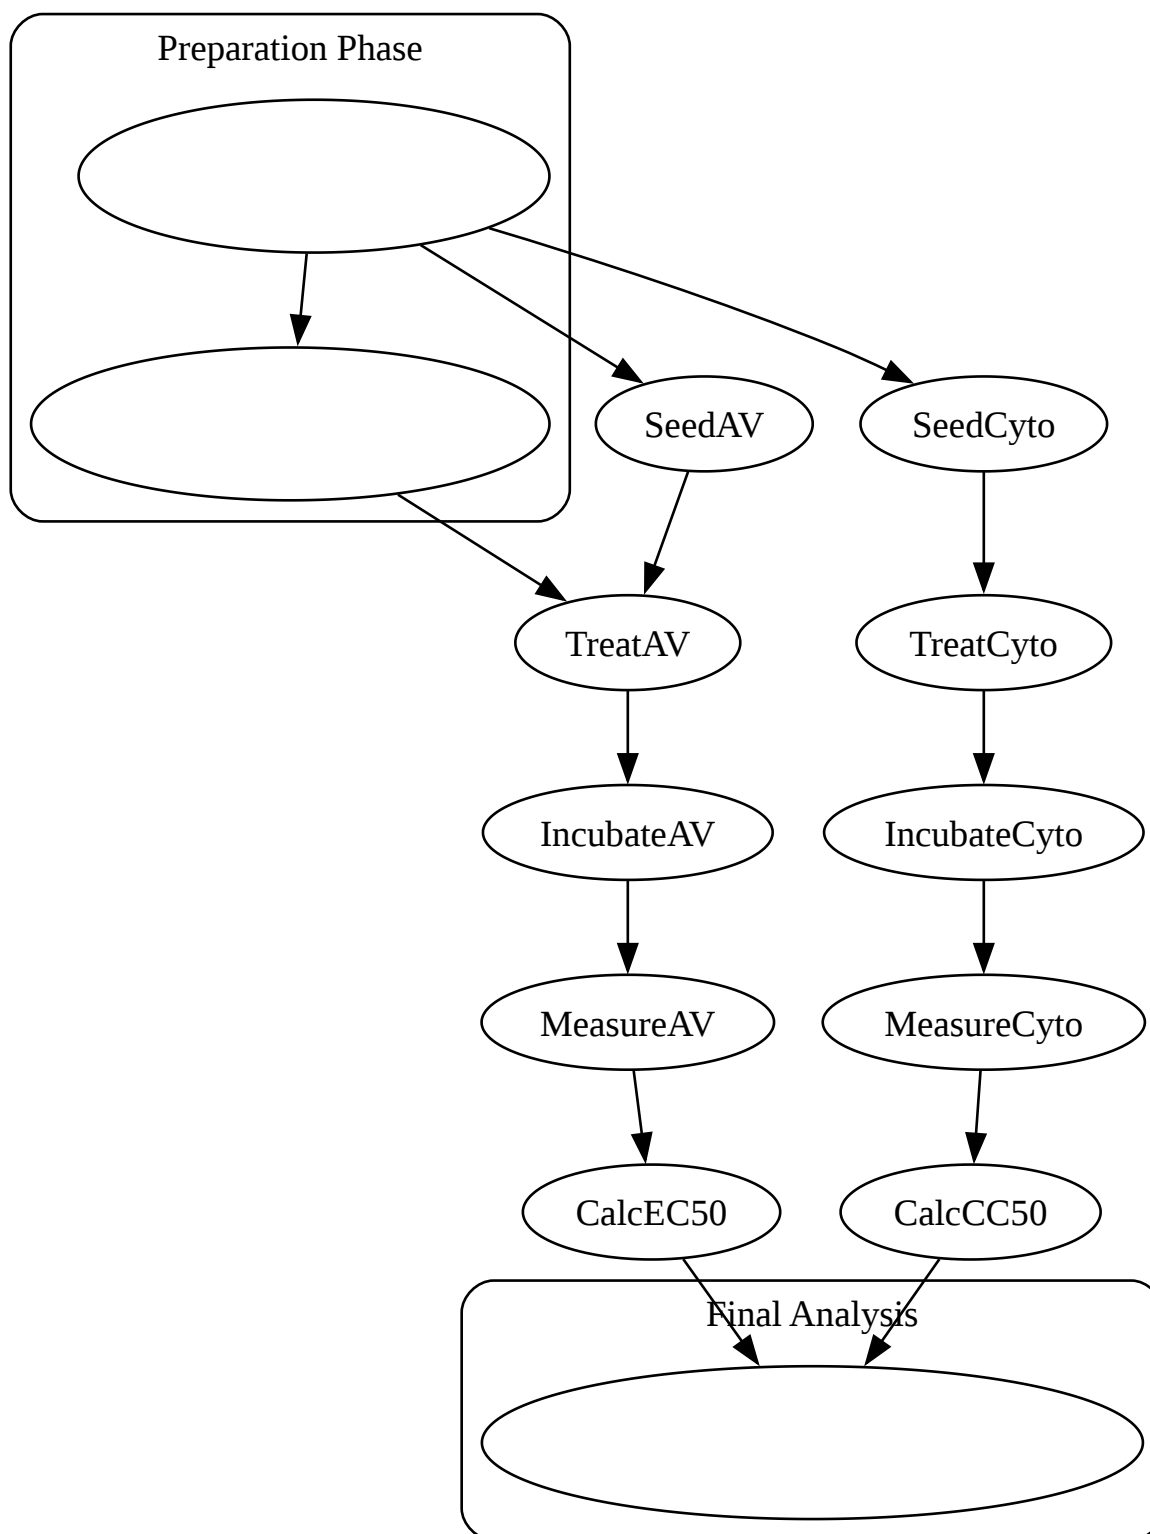 Preparation Phase
SeedAV
SeedCyto
TreatAV
TreatCyto
IncubateAV
IncubateCyto
MeasureAV
MeasureCyto
CalcEC50
CalcCC50
Final Analysis